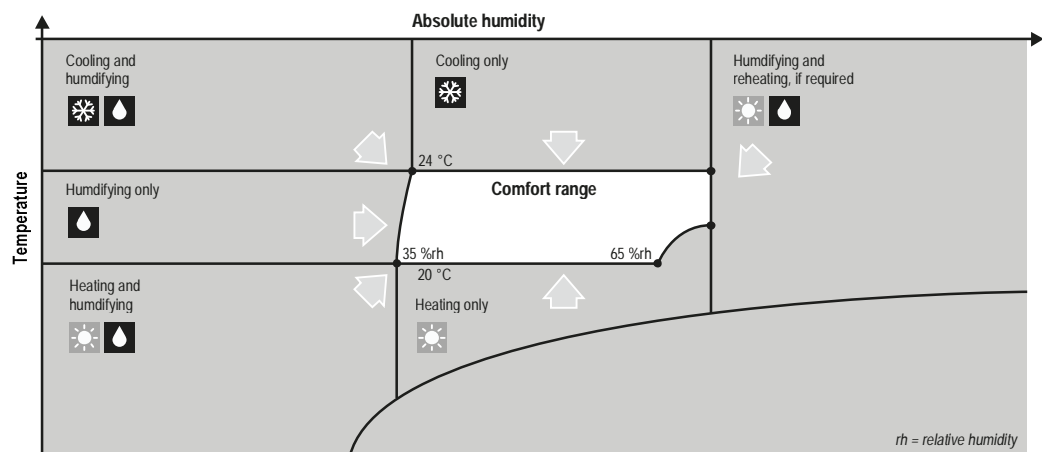 Absolute humidity
Cooling and
humdifying
Cooling only
Humdifying and
reheating, if required
24 °C
Comfort range
Humdifying only
Temperature
35 %rh
65 %rh
20 °C
Heating and
humdifying
Heating only
rh = relative humidity